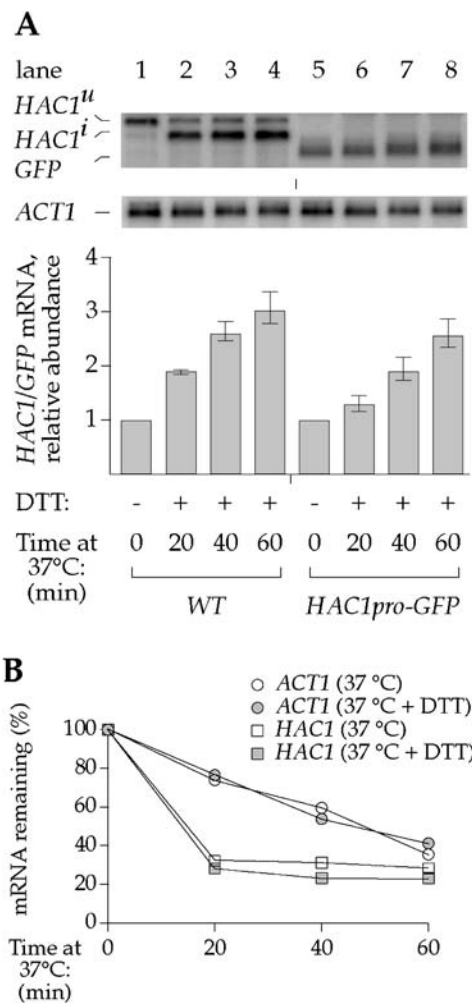 A
lane 1 2 3 4 5 6 7 8
HAC1ᵘ
HAC1ⁱ
GFP
ACT1
HAC1/GFP mRNA,
relative abundance
4
3
2
1
DTT: - + + + - + + +
Time at 0 20 40 60 0 20 40 60
37°C:
(min)
WT HAC1pro-GFP
B
ACT1 (37 °C)
ACT1 (37 °C + DTT)
HAC1 (37 °C)
HAC1 (37 °C + DTT)
mRNA remaining (%)
100
80
60
40
20
0
Time at 0 20 40 60
37°C:
(min)